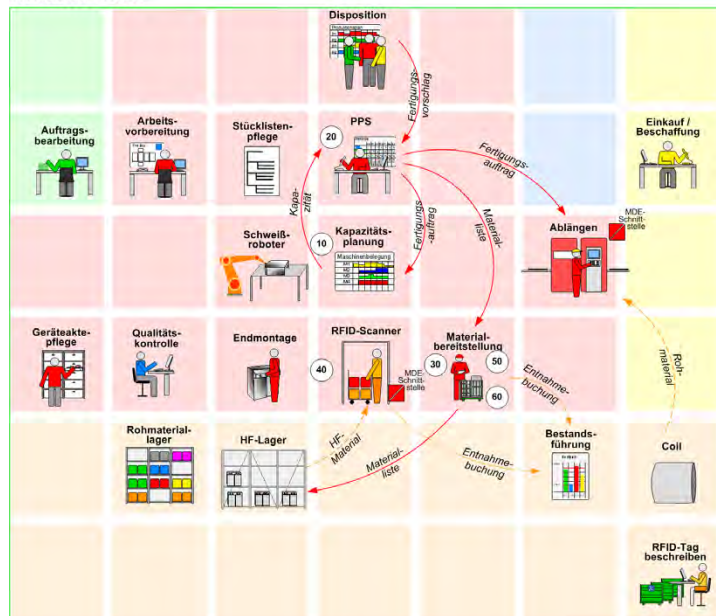 Disposition
Fertigungs-
vorschlag
Auftrags-
bearbeitung
Arbeits-
vorbereitung
Stücklisten-
pflege
20
PPS
Einkauf /
Beschaffung
Fertigungs-
auftrag
Kapa-
zität
Fertigungs-
auftrag
Material-
liste
Schweiß-
roboter
10
Kapazitäts-
planung
Maschinenbelegung
Ablängen
MDE-
Schnitt-
stelle
Geräteakte-
pflege
Qualitäts-
kontrolle
Endmontage
RFID-Scanner
40
MDE-
Schnitt-
stelle
Material-
bereitstellung
30
50
60
Entnahme-
buchung
Roh-
material
Rohmaterial-
lager
HF-Lager
HF-
Material
Material-
liste
Entnahme-
buchung
Bestands-
führung
Coil
RFID-Tag
beschreiben